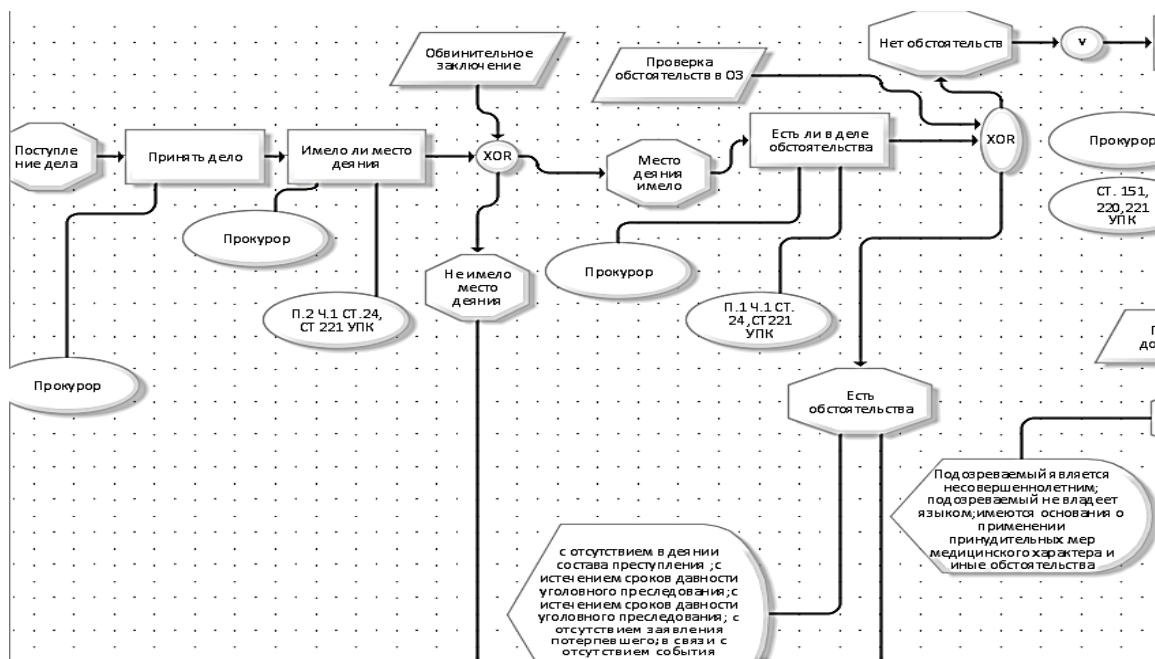 Обвинительное
заключение
Проверка
обстоятельств в ОЗ
Нет обстоятельств
v
Поступле
ние дела
Принять дело
Имело ли место
деяния
XOR
Место
деяния
имело
Есть ли в деле
обстоятельства
XOR
Прокурор
СТ. 151,
220,221
УПК
Прокурор
Не имело
место
деяния
Прокурор
П.2 Ч.1 СТ.24,
СТ 221 УПК
П.1 Ч.1 СТ.
24,СТ221
УПК
Прокурор
Есть
обстоятельства
Подозреваемый является
несовершеннолетним;
подозреваемый не владеет
языком;имеются основания о
применении
принудительных мер
медицинского характера и
иные обстоятельства
с отсутствием в деянии
состава преступления ;с
истечением сроков давности
уголовного преследования;с
истечением сроков давности
уголовного преследования; с
отсутствием заявления
потерпевшего;в связи с
отсутствием события